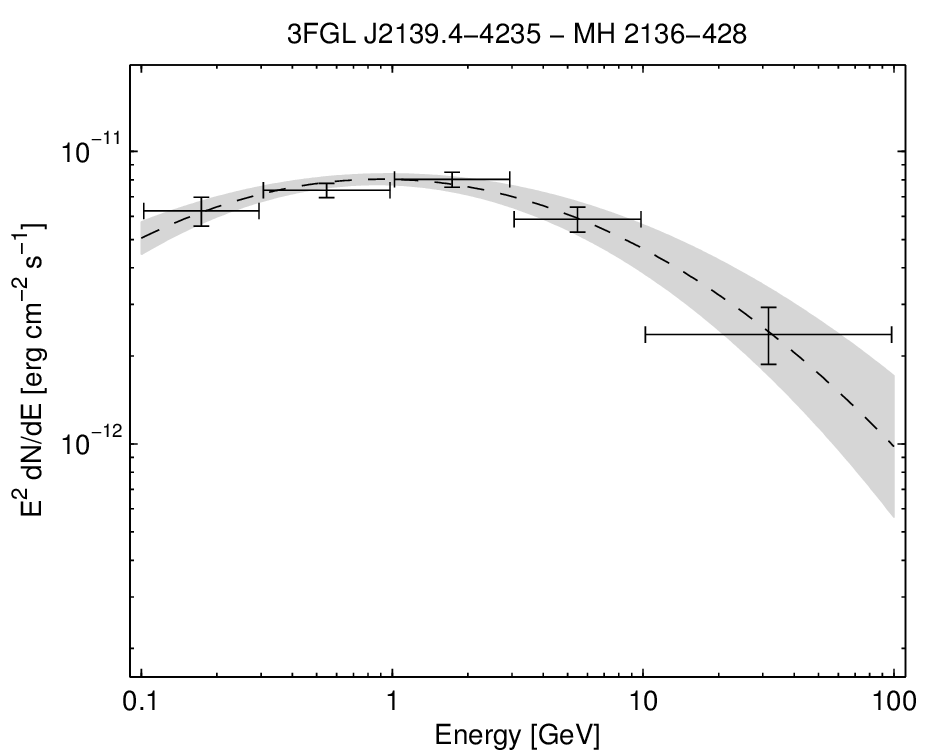 3FGL J2139.4−4235 − MH 2136−428
10⁻¹¹
10⁻¹²
E² dN/dE [erg cm⁻² s⁻¹]
0.1 1 10 100
Energy [GeV]